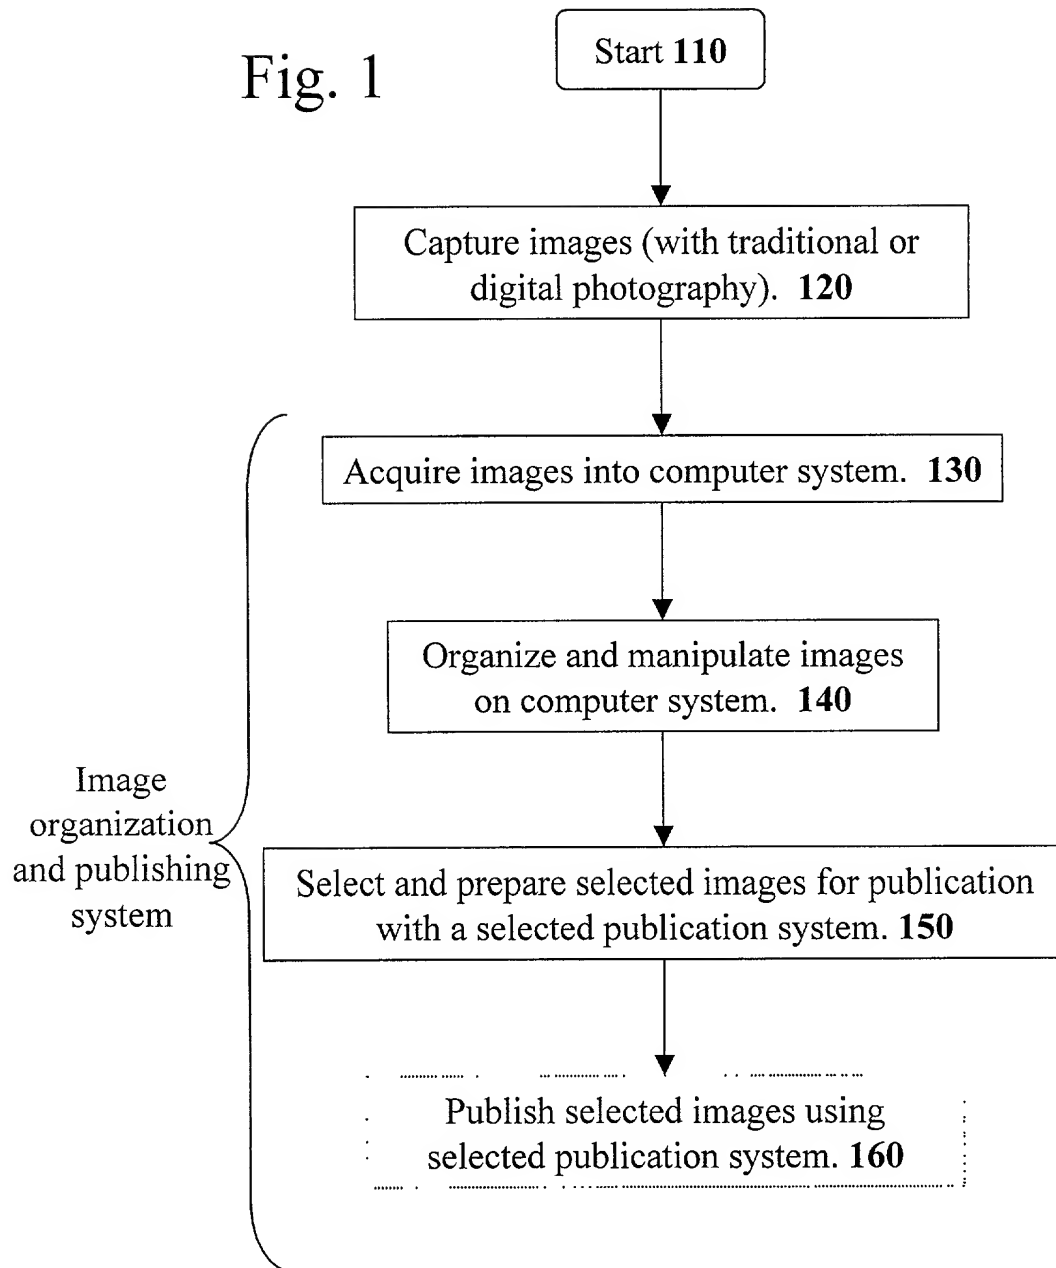 Fig. 1
Start 110
Capture images (with traditional or
digital photography). 120
Acquire images into computer system. 130
Organize and manipulate images
on computer system. 140
Image
organization
and publishing
system
Select and prepare selected images for publication
with a selected publication system. 150
Publish selected images using
selected publication system. 160